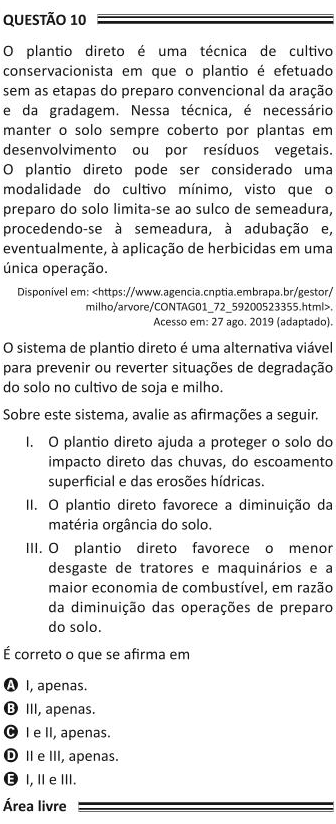 QUESTÃO 10
O plantio direto é uma técnica de cultivo
conservacionista em que o plantio é efetuado
sem as etapas do preparo convencional da aração
e da gradagem. Nessa técnica, é necessário
manter o solo sempre coberto por plantas em
desenvolvimento ou por resíduos vegetais.
O plantio direto pode ser considerado uma
modalidade do cultivo mínimo, visto que o
preparo do solo limita-se ao sulco de semeadura,
procedendo-se à semeadura, à adubação e,
eventualmente, à aplicação de herbicidas em uma
única operação.
Disponível em: <https://www.agencia.cnptia.embrapa.br/gestor/
milho/arvore/CONTAG01_72_59200523355.html>.
Acesso em: 27 ago. 2019 (adaptado).
O sistema de plantio direto é uma alternativa viável
para prevenir ou reverter situações de degradação
do solo no cultivo de soja e milho.
Sobre este sistema, avalie as afirmações a seguir.
I. O plantio direto ajuda a proteger o solo do
impacto direto das chuvas, do escoamento
superficial e das erosões hídricas.
II. O plantio direto favorece a diminuição da
matéria orgância do solo.
III. O plantio direto favorece o menor
desgaste de tratores e maquinários e a
maior economia de combustível, em razão
da diminuição das operações de preparo
do solo.
É correto o que se afirma em
A I, apenas.
B III, apenas.
C I e II, apenas.
D II e III, apenas.
E I, II e III.
Área livre